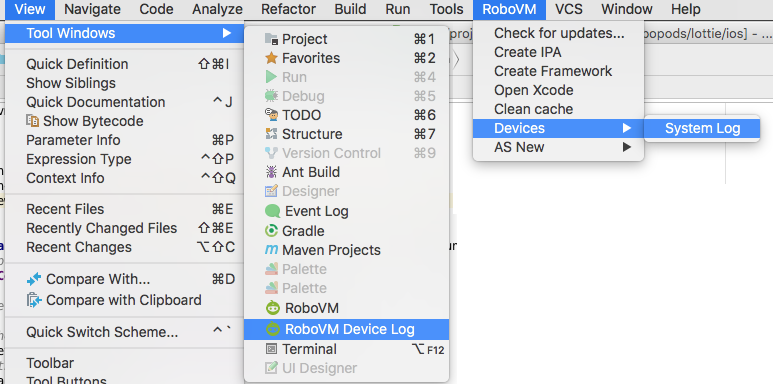 View Navigate Code Analyze Refactor Build Run Tools RoboVM VCS Window Help
Tool Windows
Quick Definition ⇧⌘I
Show Siblings
Quick Documentation ^J
Show Bytecode
Parameter Info ⌘P
Expression Type ^⇧P
Context Info ^⇧Q
Recent Files ⌘E
Recently Changed Files ⇧⌘E
Recent Changes ⌥⇧C
Compare With... ⌘D
Compare with Clipboard
Quick Switch Scheme... ^`
Toolbar
Tool Buttons
Project ⌘1
Favorites ⌘2
Run ⌘4
Debug ⌘5
TODO ⌘6
Structure ⌘7
Version Control ⌘9
Ant Build
Designer
Event Log
Gradle
Maven Projects
Palette
Palette
RoboVM
RoboVM Device Log
Terminal ⌥F12
UI Designer
Check for updates...
Create IPA
Create Framework
Open Xcode
Clean cache
Devices
AS New
System Log
opods/lottie/ios] - ...